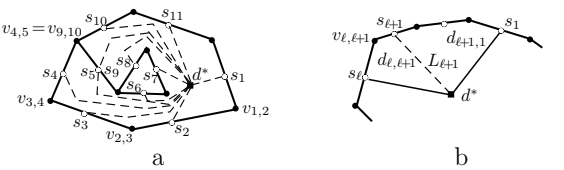 s₁₀ s₁₁
v₄,₅ = v₉,₁₀
s₈
s₄ s₅ s₉ s₇ d* s₁
s₆
v₃,₄
s₃ v₂,₃ s₂ v₁,₂
a
sℓ₊₁ s₁
vℓ,ℓ₊₁ dℓ₊₁,₁
dℓ,ℓ₊₁ Lℓ₊₁
sℓ
d*
b